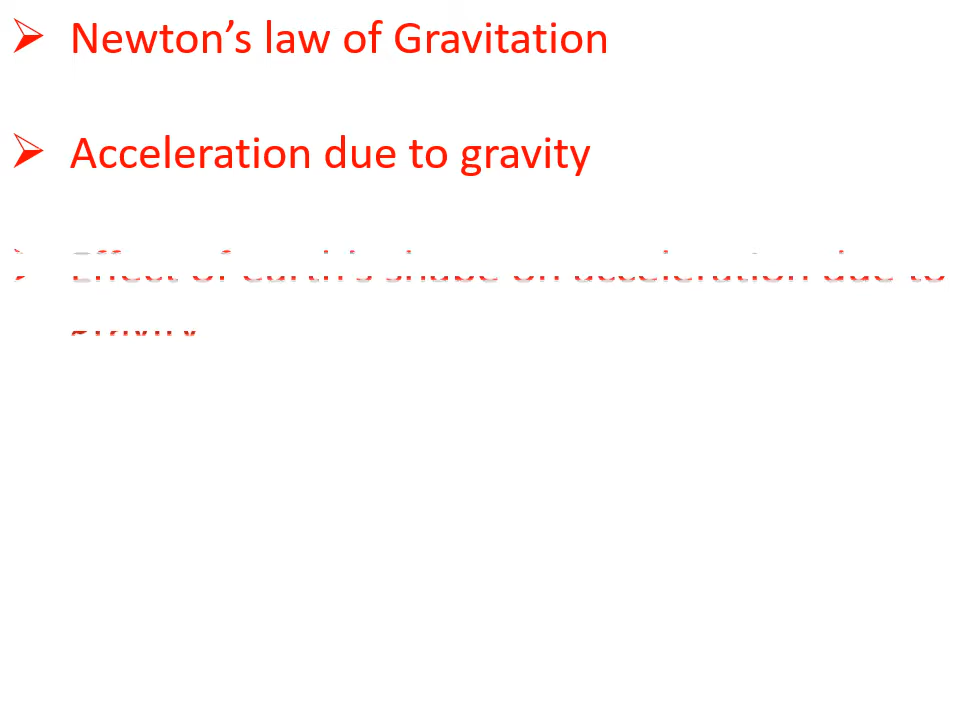 ➢ Newton’s law of Gravitation
➢ Acceleration due to gravity
➢ Effect of earth's shape on acceleration due to
gravity